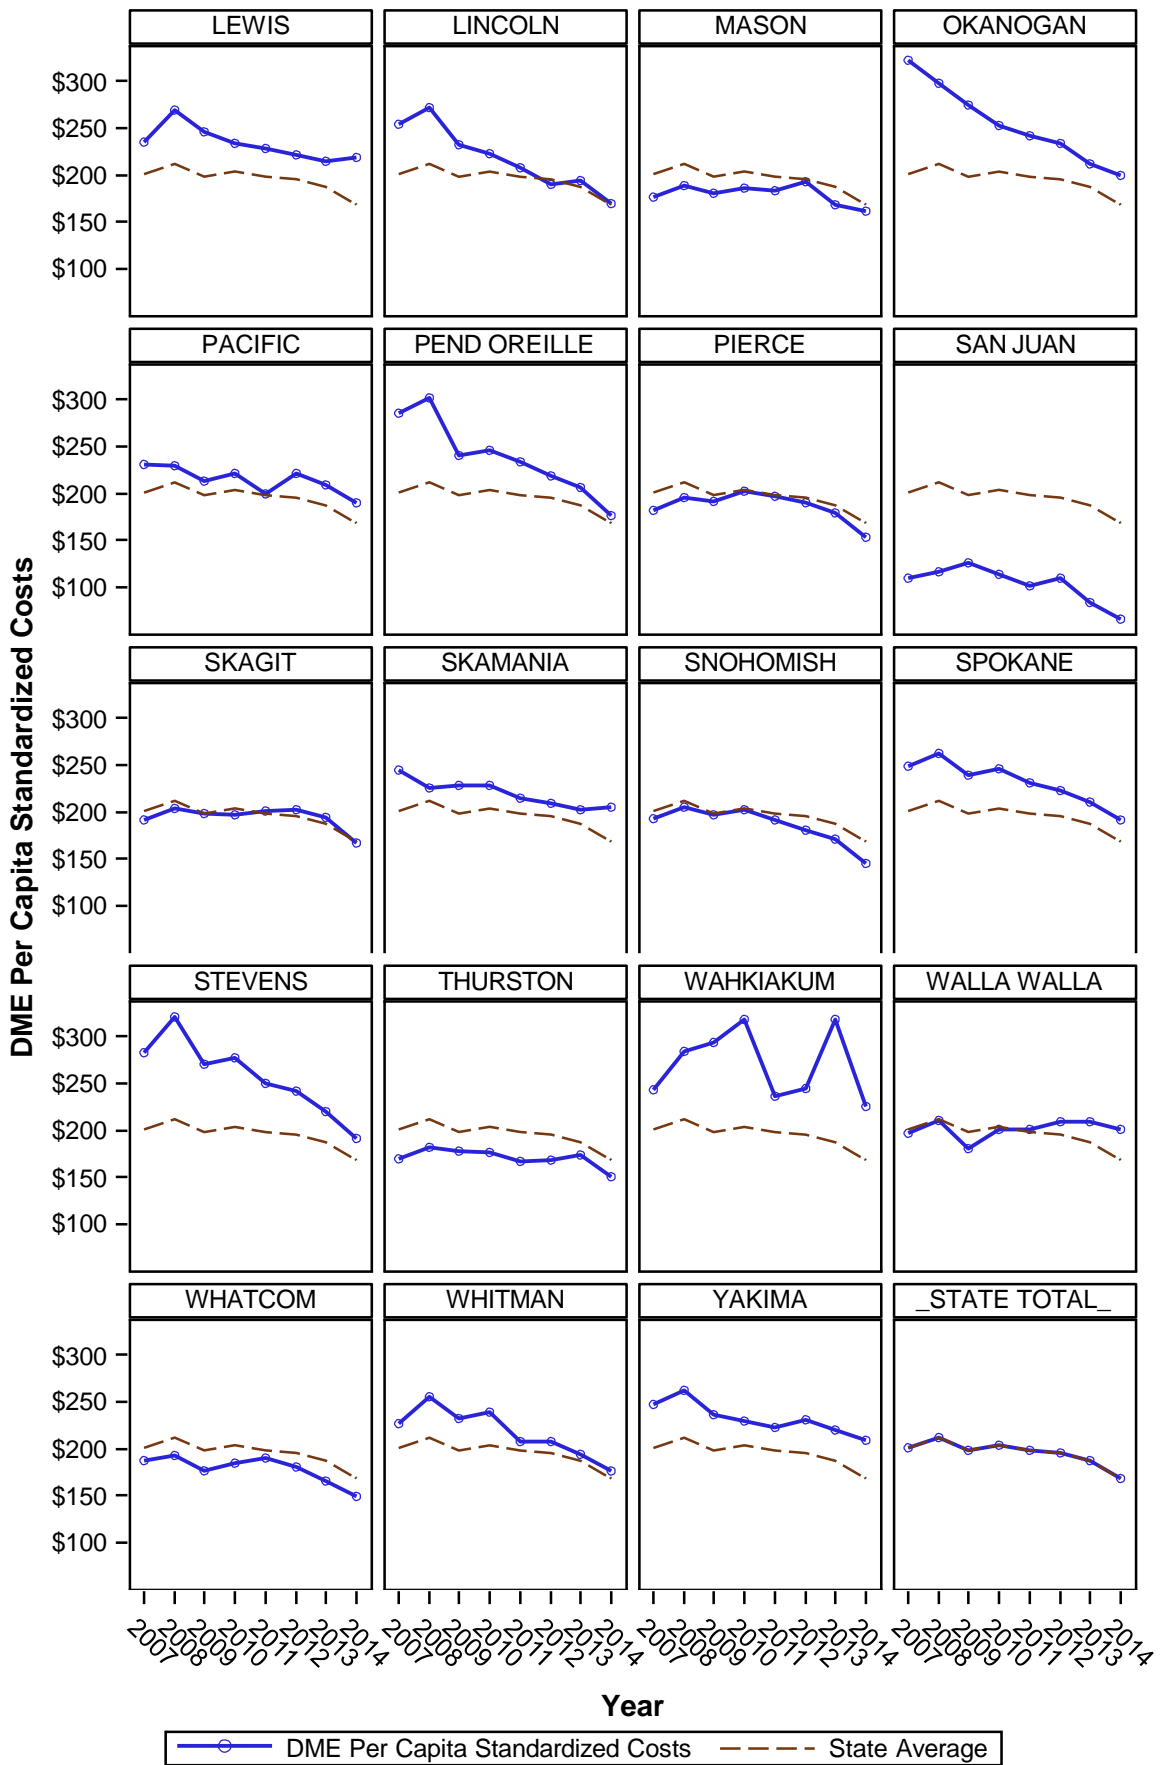 LEWIS LINCOLN MASON OKANOGAN
$300
$250
$200
$150
$100
PACIFIC PEND OREILLE PIERCE SAN JUAN
$300
$250
$200
$150
$100
SKAGIT SKAMANIA SNOHOMISH SPOKANE
$300
$250
$200
$150
$100
STEVENS THURSTON WAHKIAKUM WALLA WALLA
$300
$250
$200
$150
$100
WHATCOM WHITMAN YAKIMA _STATE TOTAL_
$300
$250
$200
$150
$100
DME Per Capita Standardized Costs
2007 2008 2009 2010 2011 2012 2013 2014 2007 2008 2009 2010 2011 2012 2013 2014 2007 2008 2009 2010 2011 2012 2013 2014 2007 2008 2009 2010 2011 2012 2013 2014
Year
DME Per Capita Standardized Costs State Average